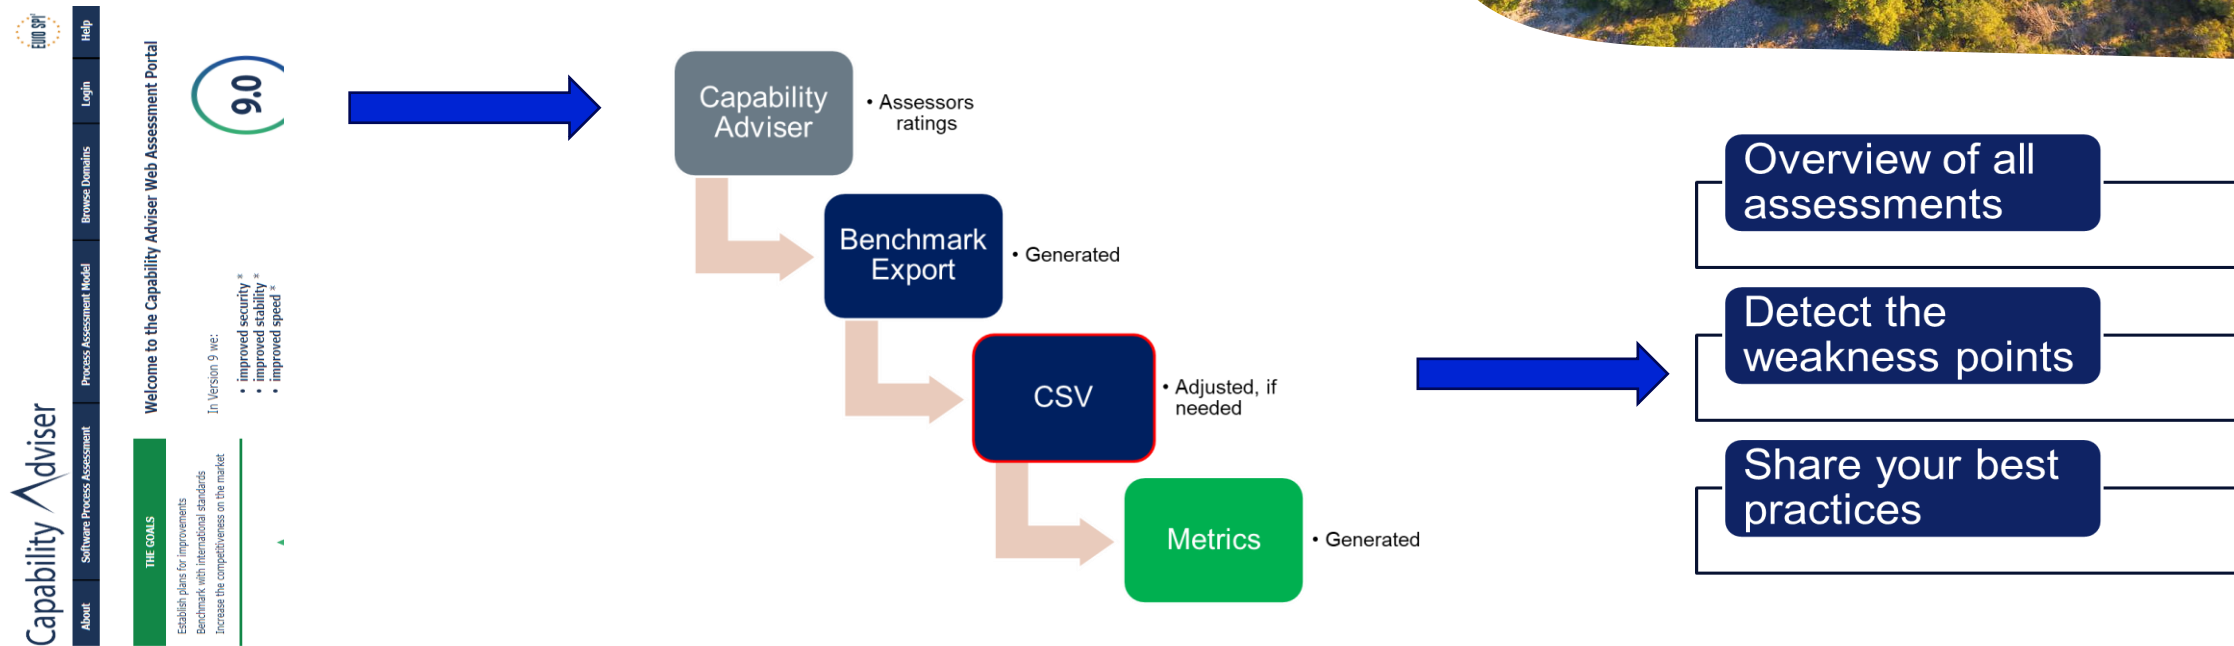 Capability Adviser
EURO SPI²
About
Software Process Assessment
Process Assessment Model
Browse Domains
Login
Help
THE GOALS
Establish plans for improvements
Benchmark with international standards
Increase the competitiveness on the market
Welcome to the Capability Adviser Web Assessment Portal
In Version 9 we:
• improved security *
• improved stability *
• improved speed *
9.0
Capability
Adviser
• Assessors
ratings
Benchmark
Export
• Generated
CSV
• Adjusted, if
needed
Metrics
• Generated
Overview of all
assessments
Detect the
weakness points
Share your best
practices